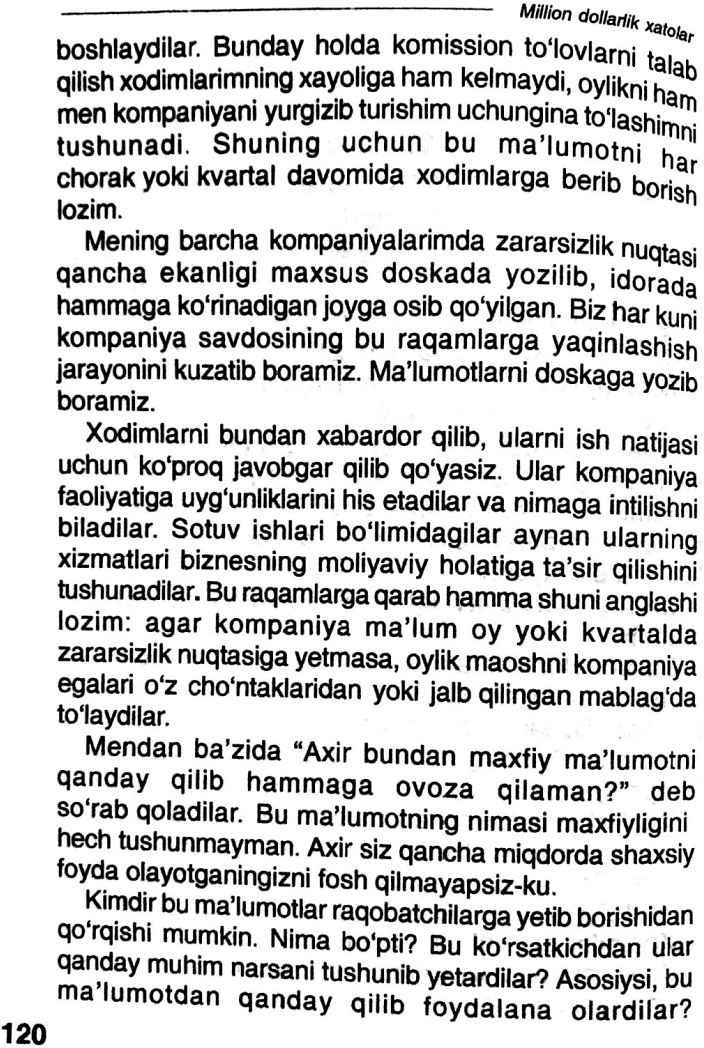 Million dollarlik xatolar
boshlaydilar. Bunday holda komission to‘lovlarni talab
qilish xodimlarimning xayoliga ham kelmaydi, oylikni ham
men kompaniyani yurgizib turishim uchungina to‘lashimni
tushunadi. Shuning uchun bu ma’lumotni har
chorak yoki kvartal davomida xodimlarga berib borish
lozim.
Mening barcha kompaniyalarimda zararsizlik nuqtasi
qancha ekanligi maxsus doskada yozilib, idorada
hammaga ko‘rinadigan joyga osib qo‘yilgan. Biz har kuni
kompaniya savdosining bu raqamlarga yaqinlashish
jarayonini kuzatib boramiz. Ma’lumotlarni doskaga yozib
boramiz.
Xodimlarni bundan xabardor qilib, ularni ish natijasi
uchun ko‘proq javobgar qilib qo‘yasiz. Ular kompaniya
faoliyatiga uyg‘unliklarini his etadilar va nimaga intilishni
biladilar. Sotuv ishlari bo‘limidagilar aynan ularning
xizmatlari biznesning moliyaviy holatiga ta’sir qilishini
tushunadilar. Bu raqamlarga qarab hamma shuni anglashi
lozim: agar kompaniya ma’lum oy yoki kvartalda
zararsizlik nuqtasiga yetmasa, oylik maoshni kompaniya
egalari o‘z cho‘ntaklaridan yoki jalb qilingan mablag‘da
to‘laydilar.
Mendan ba’zida “Axir bundan maxfiy ma’lumotni
qanday qilib hammaga ovoza qilaman?” deb
so‘rab qoladilar. Bu ma’lumotning nimasi maxfiyligini
hech tushunmayman. Axir siz qancha miqdorda shaxsiy
foyda olayotganingizni fosh qilmayapsiz-ku.
Kimdir bu ma’lumotlar raqobatchilarga yetib borishidan
qo‘rqishi mumkin. Nima bo‘pti? Bu ko‘rsatkichdan ular
qanday muhim narsani tushunib yetardilar? Asosiysi, bu
ma’lumotdan qanday qilib foydalana olardilar?
120